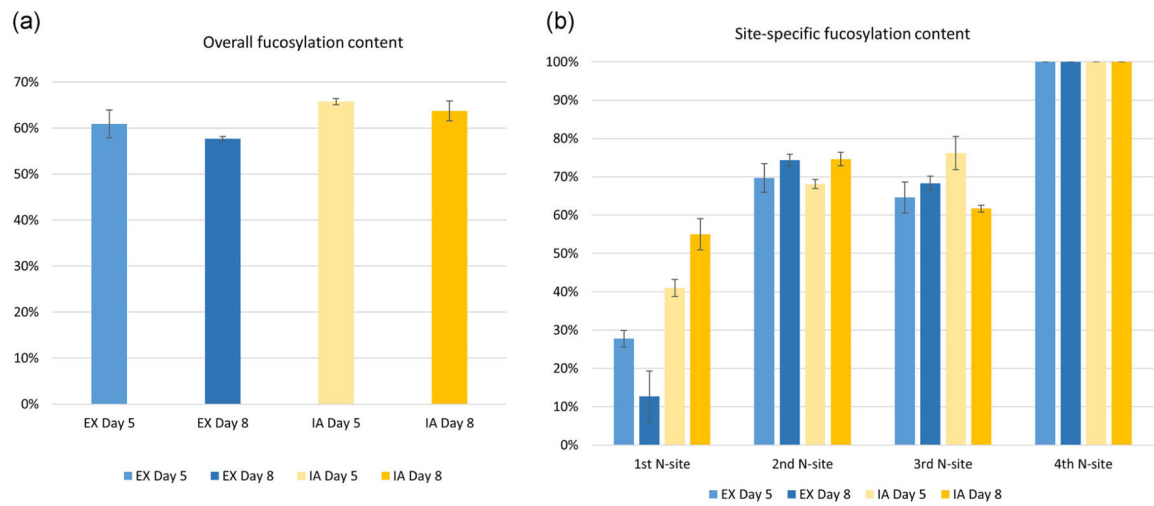 (a)
Overall fucosylation content
70%
60%
50%
40%
30%
20%
10%
0%
EX Day 5 EX Day 8 IA Day 5 IA Day 8
EX Day 5 EX Day 8 IA Day 5 IA Day 8
(b)
Site-specific fucosylation content
100%
90%
80%
70%
60%
50%
40%
30%
20%
10%
0%
1st N-site 2nd N-site 3rd N-site 4th N-site
EX Day 5 EX Day 8 IA Day 5 IA Day 8